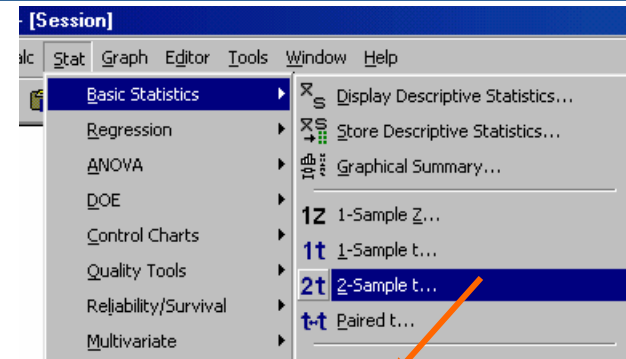 - [Session]
alc Stat Graph Editor Tools Window Help
Basic Statistics
Regression
ANOVA
DOE
Control Charts
Quality Tools
Reliability/Survival
Multivariate
Display Descriptive Statistics...
Store Descriptive Statistics...
Graphical Summary...
1Z 1-Sample Z...
1t 1-Sample t...
2t 2-Sample t...
t-t Paired t...